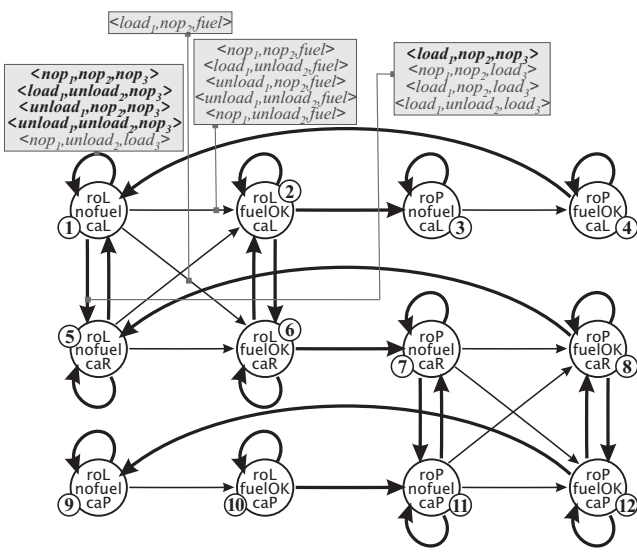 <load1,nop2,fuel>
<nop1,nop2,nop3>
<load1,unload2,nop3>
<unload1,nop2,nop3>
<unload1,unload2,nop3>
<nop1,unload2,load3>
<nop1,nop2,fuel>
<load1,unload2,fuel>
<unload1,nop2,fuel>
<unload1,unload2,fuel>
<nop1,unload2,fuel>
<load1,nop2,nop3>
<nop1,nop2,load3>
<load1,nop2,load3>
<load1,unload2,load3>
roL
nofuel
caL
1
2
roL
fuelOK
caL
roP
nofuel
caL
3
roP
fuelOK
caL
4
5
roL
nofuel
caR
6
roL
fuelOK
caR
roP
nofuel
caR
7
roP
fuelOK
caR
8
roL
nofuel
caP
9
roL
fuelOK
caP
10
roP
nofuel
caP
11
roP
fuelOK
caP
12